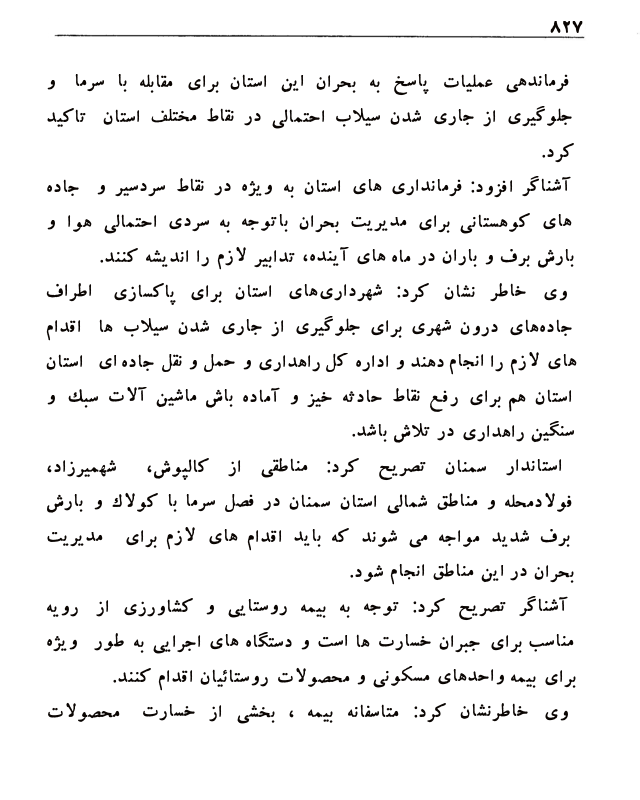 ۸۲۷
فرماندهی عملیات پاسخ به بحران این استان برای مقابله با سرما و
جلوگیری از جاری شدن سیلاب احتمالی در نقاط مختلف استان تاکید
کرد.
آشناگر افزود: فرمانداری های استان به ویژه در نقاط سردسیر و جاده
های کوهستانی برای مدیریت بحران باتوجه به سردی احتمالی هوا و
بارش برف و باران در ماه های آینده، تدابیر لازم را اندیشه کنند.
وی خاطر نشان کرد: شهرداری‌های استان برای پاکسازی اطراف
جاده‌های درون شهری برای جلوگیری از جاری شدن سیلاب ها اقدام
های لازم را انجام دهند و اداره کل راهداری و حمل و نقل جاده ای استان
استان هم برای رفع نقاط حادثه خیز و آماده باش ماشین آلات سبك و
سنگین راهداری در تلاش باشد.
استاندار سمنان تصریح کرد: مناطقی از کالپوش، شهمیرزاد،
فولادمحله و مناطق شمالی استان سمنان در فصل سرما با کولاك و بارش
برف شدید مواجه می شوند که باید اقدام های لازم برای مدیریت
بحران در این مناطق انجام شود.
آشناگر تصریح کرد: توجه به بیمه روستایی و کشاورزی از رویه
مناسب برای جبران خسارت ها است و دستگاه های اجرایی به طور ویژه
برای بیمه واحدهای مسکونی و محصولات روستائیان اقدام کنند.
وی خاطرنشان کرد: متاسفانه بیمه ، بخشی از خسارت محصولات